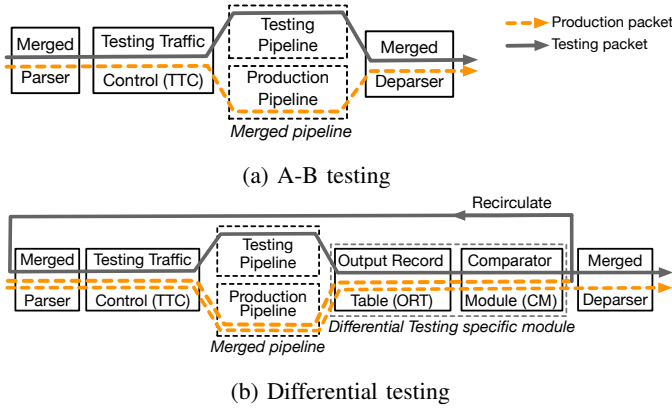 Merged
Parser
Testing Traffic
Control (TTC)
Testing
Pipeline
Production
Pipeline
Merged pipeline
Merged
Deparser
Production packet
Testing packet
(a) A-B testing
Recirculate
Merged
Parser
Testing Traffic
Control (TTC)
Testing
Pipeline
Production
Pipeline
Merged pipeline
Output Record
Table (ORT)
Comparator
Module (CM)
Differential Testing specific module
Merged
Deparser
(b) Differential testing